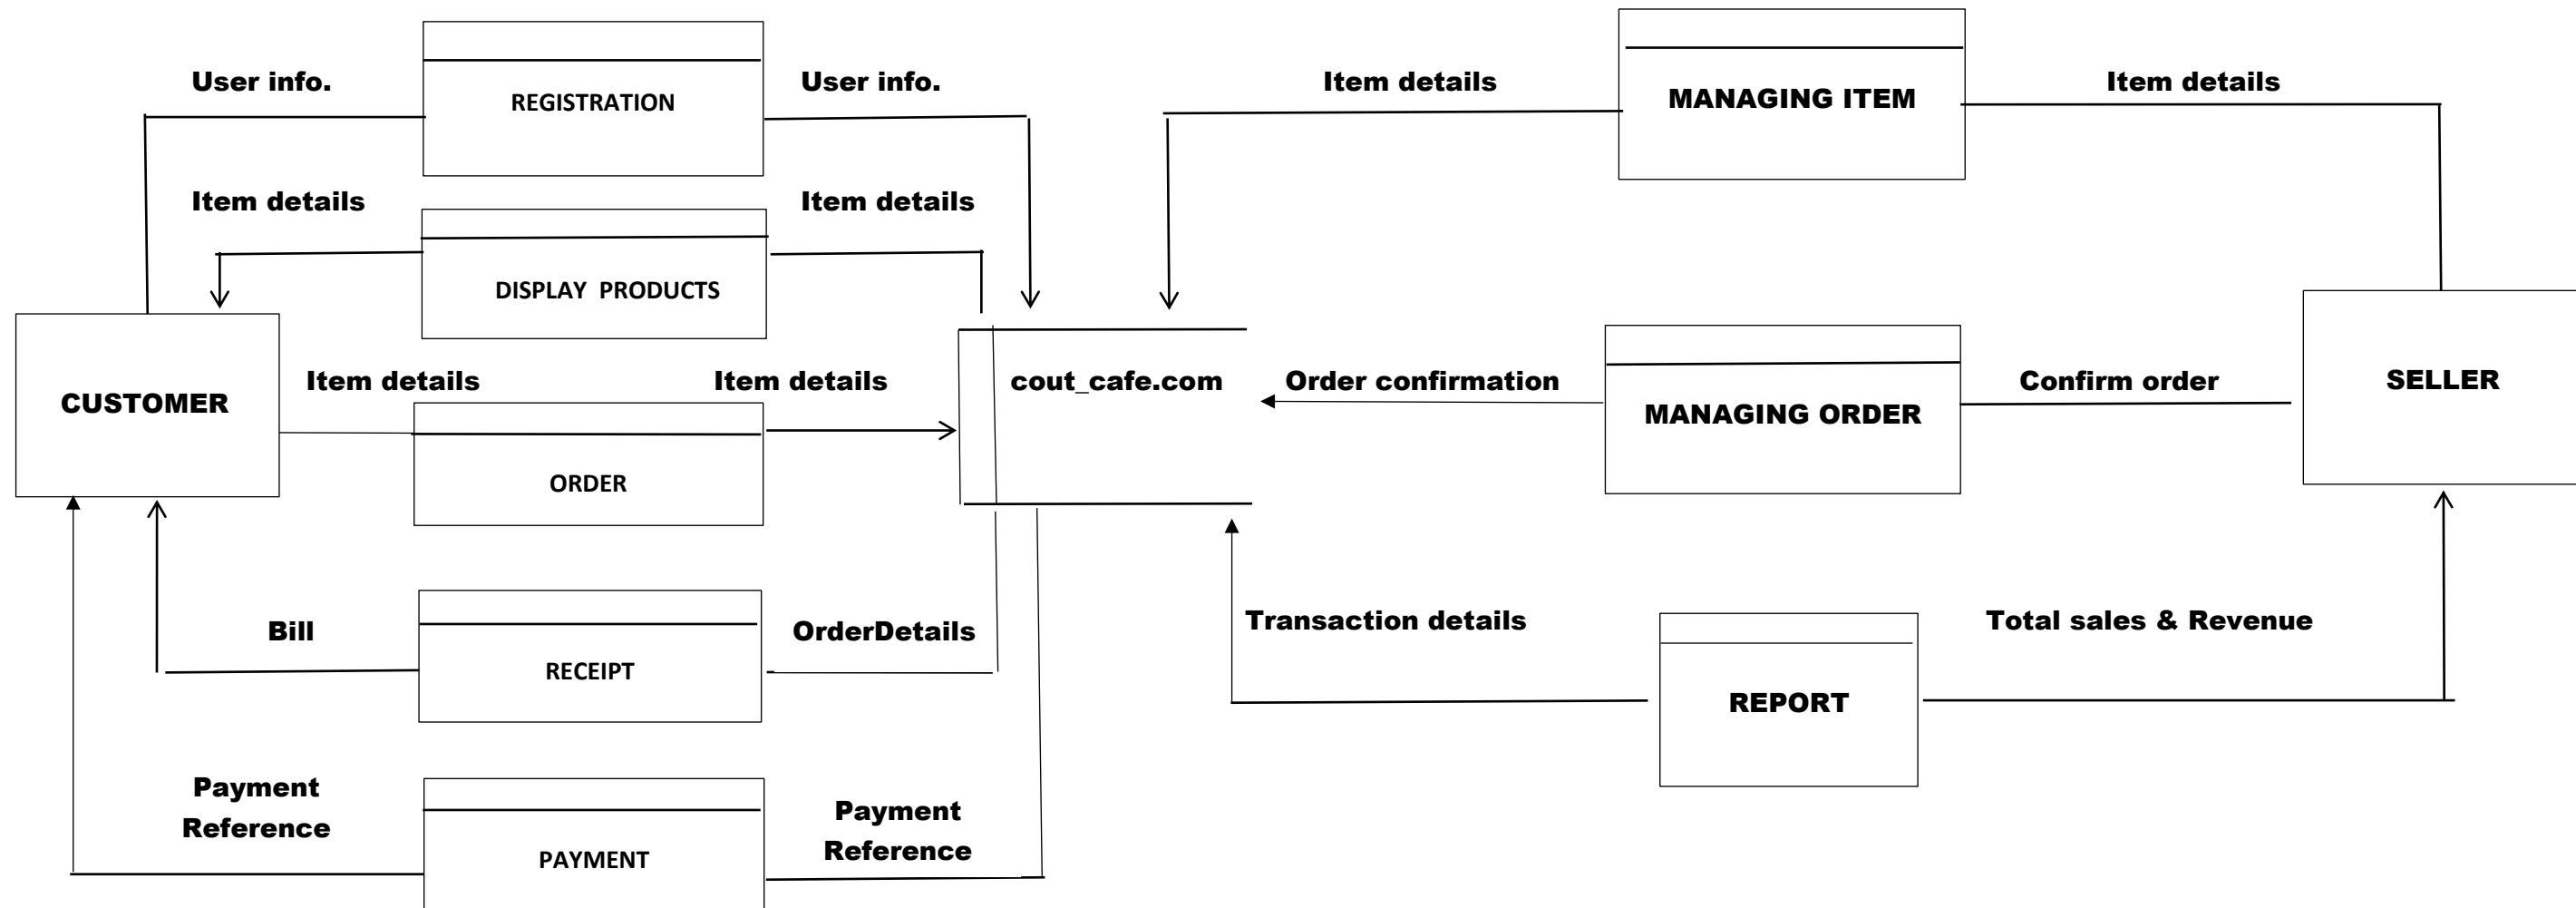 User info.
REGISTRATION
User info.
Item details
MANAGING ITEM
Item details
Item details
DISPLAY PRODUCTS
Item details
CUSTOMER
Item details
Item details
ORDER
cout_cafe.com
Order confirmation
MANAGING ORDER
Confirm order
SELLER
Bill
RECEIPT
OrderDetails
Transaction details
REPORT
Total sales & Revenue
Payment
Reference
PAYMENT
Payment
Reference